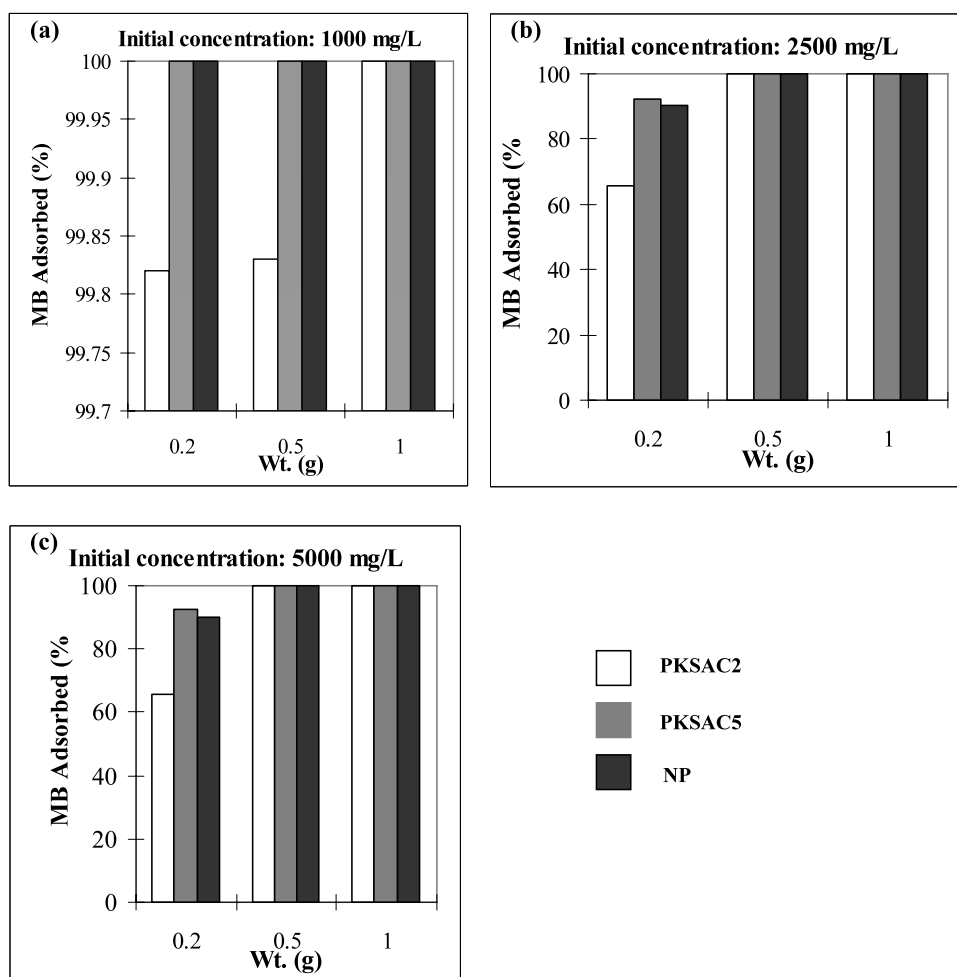 (a)
Initial concentration: 1000 mg/L
MB Adsorbed (%)
100
99.95
99.9
99.85
99.8
99.75
99.7
0.2 0.5 1
Wt. (g)
(b)
Initial concentration: 2500 mg/L
MB Adsorbed (%
100
80
60
40
20
0
0.2 0.5 1
Wt. (g)
(c)
Initial concentration: 5000 mg/L
MB Adsorbed (%
100
80
60
40
20
0
0.2 0.5 1
Wt. (g)
PKSAC2
PKSAC5
NP